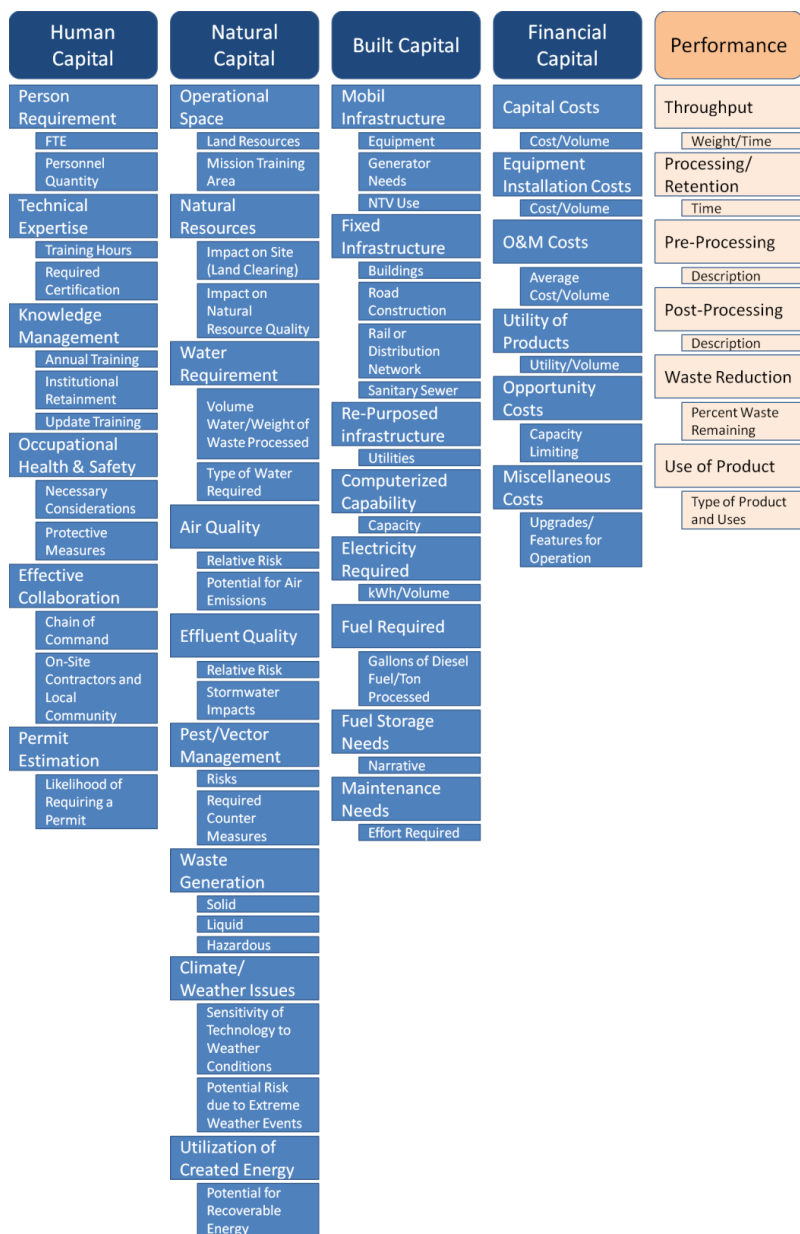 Human
Capital
Person
Requirement
FTE
Personnel
Quantity
Technical
Expertise
Training Hours
Required
Certification
Knowledge
Management
Annual Training
Institutional
Retainment
Update Training
Occupational
Health & Safety
Necessary
Considerations
Protective
Measures
Effective
Collaboration
Chain of
Command
On-Site
Contractors and
Local
Community
Permit
Estimation
Likelihood of
Requiring a
Permit
Natural
Capital
Operational
Space
Land Resources
Mission Training
Area
Natural
Resources
Impact on Site
(Land Clearing)
Impact on
Natural
Resource Quality
Water
Requirement
Volume
Water/Weight of
Waste Processed
Type of Water
Required
Air Quality
Relative Risk
Potential for Air
Emissions
Effluent Quality
Relative Risk
Stormwater
Impacts
Pest/Vector
Management
Risks
Required
Counter
Measures
Waste
Generation
Solid
Liquid
Hazardous
Climate/
Weather Issues
Sensitivity of
Technology to
Weather
Conditions
Potential Risk
due to Extreme
Weather Events
Utilization of
Created Energy
Potential for
Recoverable
Energy
Built Capital
Mobil
Infrastructure
Equipment
Generator
Needs
NTV Use
Fixed
Infrastructure
Buildings
Road
Construction
Rail or
Distribution
Network
Sanitary Sewer
Re-Purposed
infrastructure
Utilities
Computerized
Capability
Capacity
Electricity
Required
kWh/Volume
Fuel Required
Gallons of Diesel
Fuel/Ton
Processed
Fuel Storage
Needs
Narrative
Maintenance
Needs
Effort Required
Financial
Capital
Capital Costs
Cost/Volume
Equipment
Installation Costs
Cost/Volume
O&M Costs
Average
Cost/Volume
Utility of
Products
Utility/Volume
Opportunity
Costs
Capacity
Limiting
Miscellaneous
Costs
Upgrades/
Features for
Operation
Performance
Throughput
Weight/Time
Processing/
Retention
Time
Pre-Processing
Description
Post-Processing
Description
Waste Reduction
Percent Waste
Remaining
Use of Product
Type of Product
and Uses